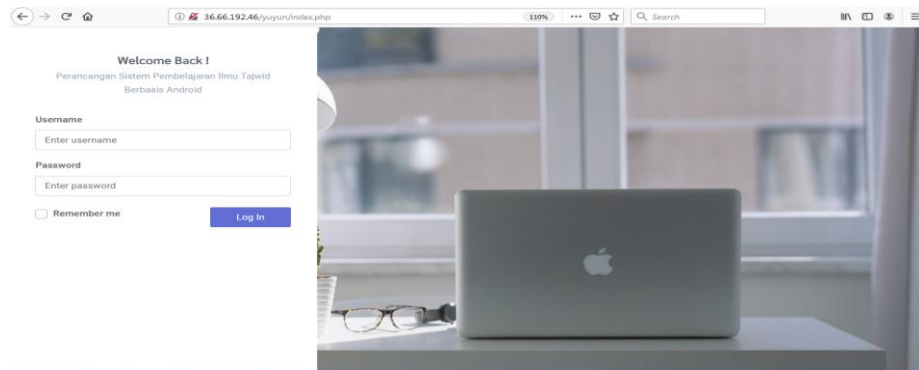 36.66.192.46/yuyun/index.php
110%
Search
Welcome Back !
Perancangan Sistem Pembelajaran Ilmu Tajwid
Berbasis Android
Username
Enter username
Password
Enter password
Remember me
Log In